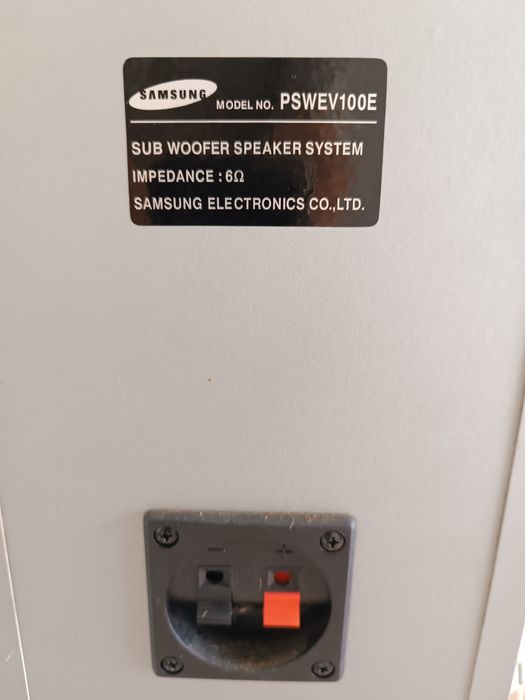 SAMSUNG MODEL NO. PSWEV100E
SUB WOOFER SPEAKER SYSTEM
IMPEDANCE : 6Ω
SAMSUNG ELECTRONICS CO.,LTD.
− +